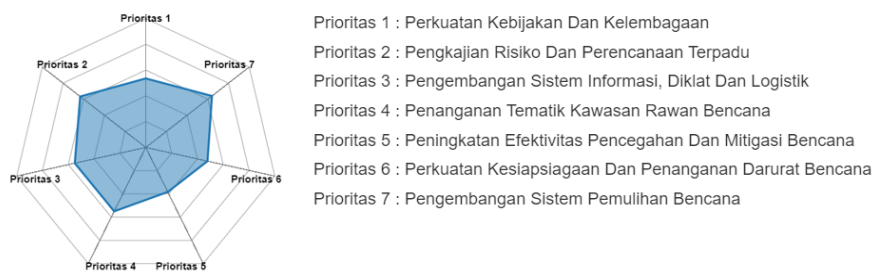 Prioritas 1
Prioritas 2
Prioritas 7
Prioritas 3
Prioritas 6
Prioritas 4
Prioritas 5
Prioritas 1 : Perkuatan Kebijakan Dan Kelembagaan
Prioritas 2 : Pengkajian Risiko Dan Perencanaan Terpadu
Prioritas 3 : Pengembangan Sistem Informasi, Diklat Dan Logistik
Prioritas 4 : Penanganan Tematik Kawasan Rawan Bencana
Prioritas 5 : Peningkatan Efektivitas Pencegahan Dan Mitigasi Bencana
Prioritas 6 : Perkuatan Kesiapsiagaan Dan Penanganan Darurat Bencana
Prioritas 7 : Pengembangan Sistem Pemulihan Bencana